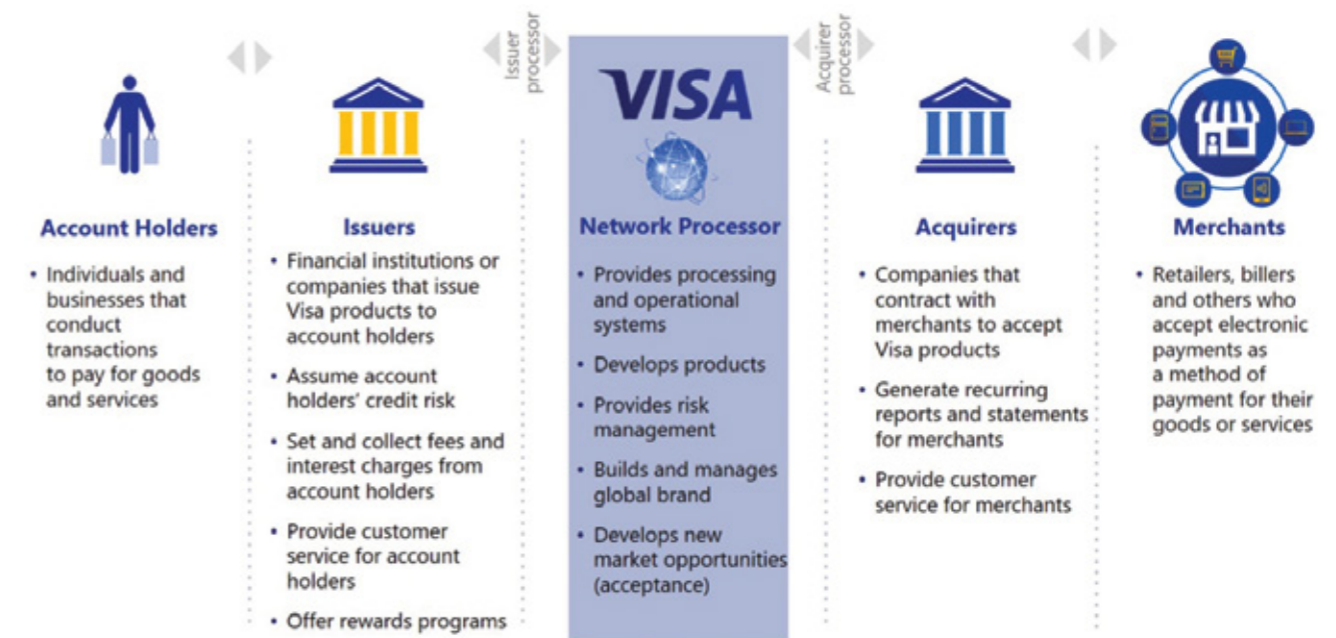 Issuer
processor
Acquirer
processor
VISA
Account Holders
• Individuals and
businesses that
conduct
transactions
to pay for goods
and services
Issuers
• Financial institutions or
companies that issue
Visa products to
account holders
• Assume account
holders' credit risk
• Set and collect fees and
interest charges from
account holders
• Provide customer
service for account
holders
• Offer rewards programs
Network Processor
• Provides processing
and operational
systems
• Develops products
• Provides risk
management
• Builds and manages
global brand
• Develops new
market opportunities
(acceptance)
Acquirers
• Companies that
contract with
merchants to accept
Visa products
• Generate recurring
reports and statements
for merchants
• Provide customer
service for merchants
Merchants
• Retailers, billers
and others who
accept electronic
payments as
a method of
payment for their
goods or services